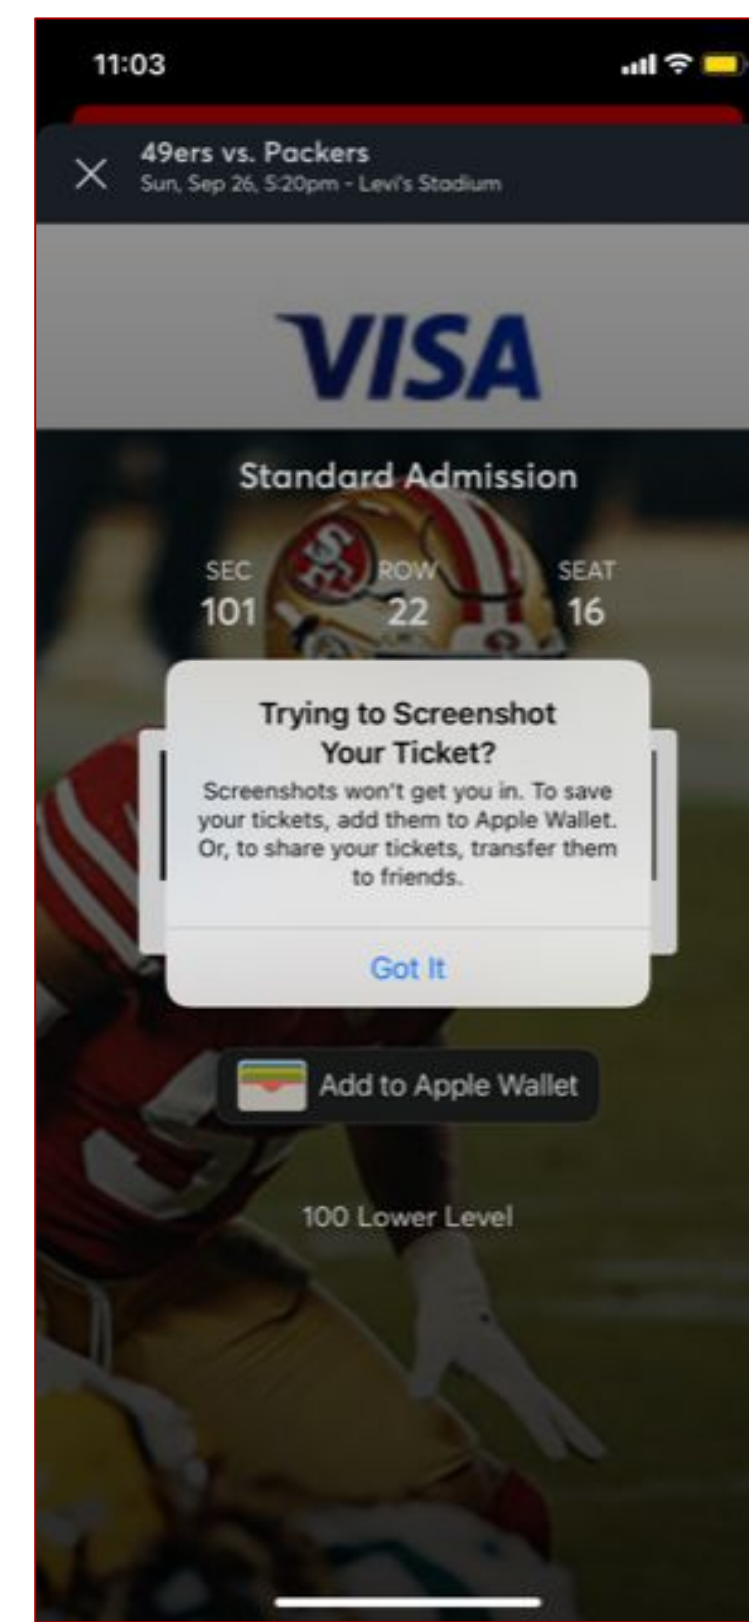 11:03
49ers vs. Packers
Sun, Sep 26, 5:20pm - Levi's Stadium
VISA
Standard Admission
SEC ROW SEAT
101 22 16
Trying to Screenshot
Your Ticket?
Screenshots won't get you in. To save
your tickets, add them to Apple Wallet.
Or, to share your tickets, transfer them
to friends.
Got It
Add to Apple Wallet
100 Lower Level